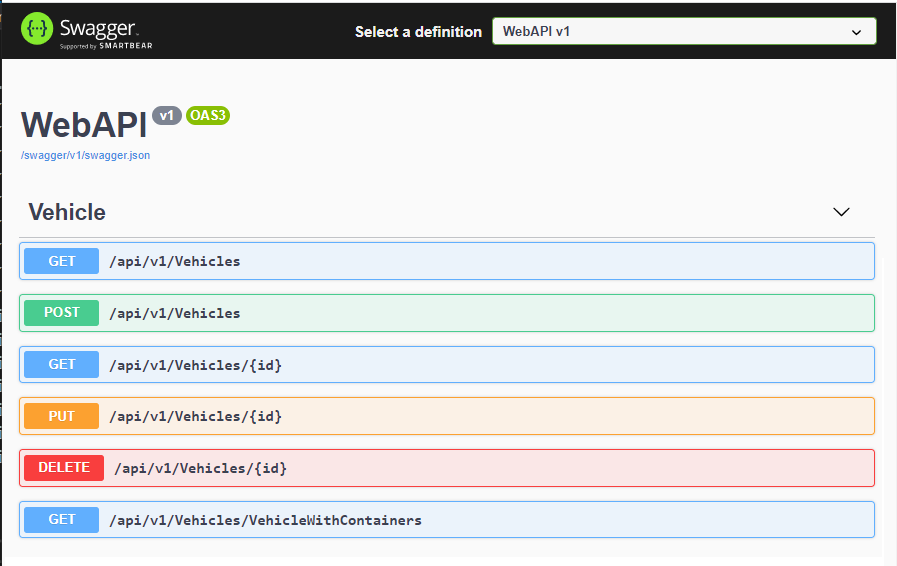 Swagger.
Supported by SMARTBEAR
Select a definition
WebAPI v1
WebAPI v1 OAS3
/swagger/v1/swagger.json
Vehicle
GET /api/v1/Vehicles
POST /api/v1/Vehicles
GET /api/v1/Vehicles/{id}
PUT /api/v1/Vehicles/{id}
DELETE /api/v1/Vehicles/{id}
GET /api/v1/Vehicles/VehicleWithContainers